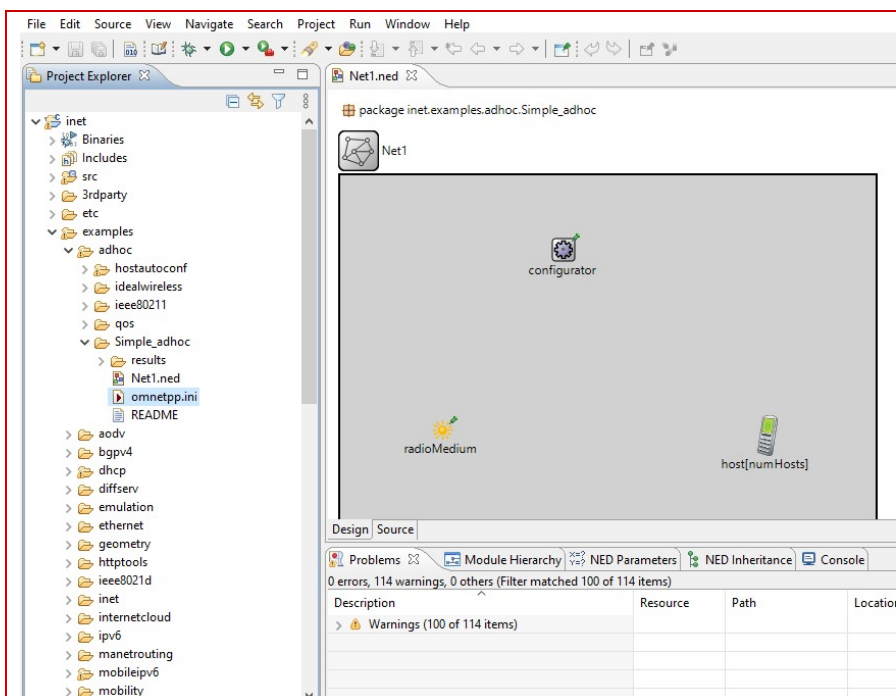 File Edit Source View Navigate Search Project Run Window Help
Project Explorer
inet
Binaries
Includes
src
3rdparty
etc
examples
adhoc
hostautoconf
idealwireless
ieee80211
qos
Simple_adhoc
results
Net1.ned
omnetpp.ini
README
aodv
bgpv4
dhcp
diffserv
emulation
ethernet
geometry
httptools
ieee8021d
inet
internetcloud
ipv6
manetrouting
mobileipv6
mobility
Net1.ned
package inet.examples.adhoc.Simple_adhoc
Net1
configurator
radioMedium
host[numHosts]
Design Source
Problems Module Hierarchy NED Parameters NED Inheritance Console
0 errors, 114 warnings, 0 others (Filter matched 100 of 114 items)
Description Resource Path Location
Warnings (100 of 114 items)